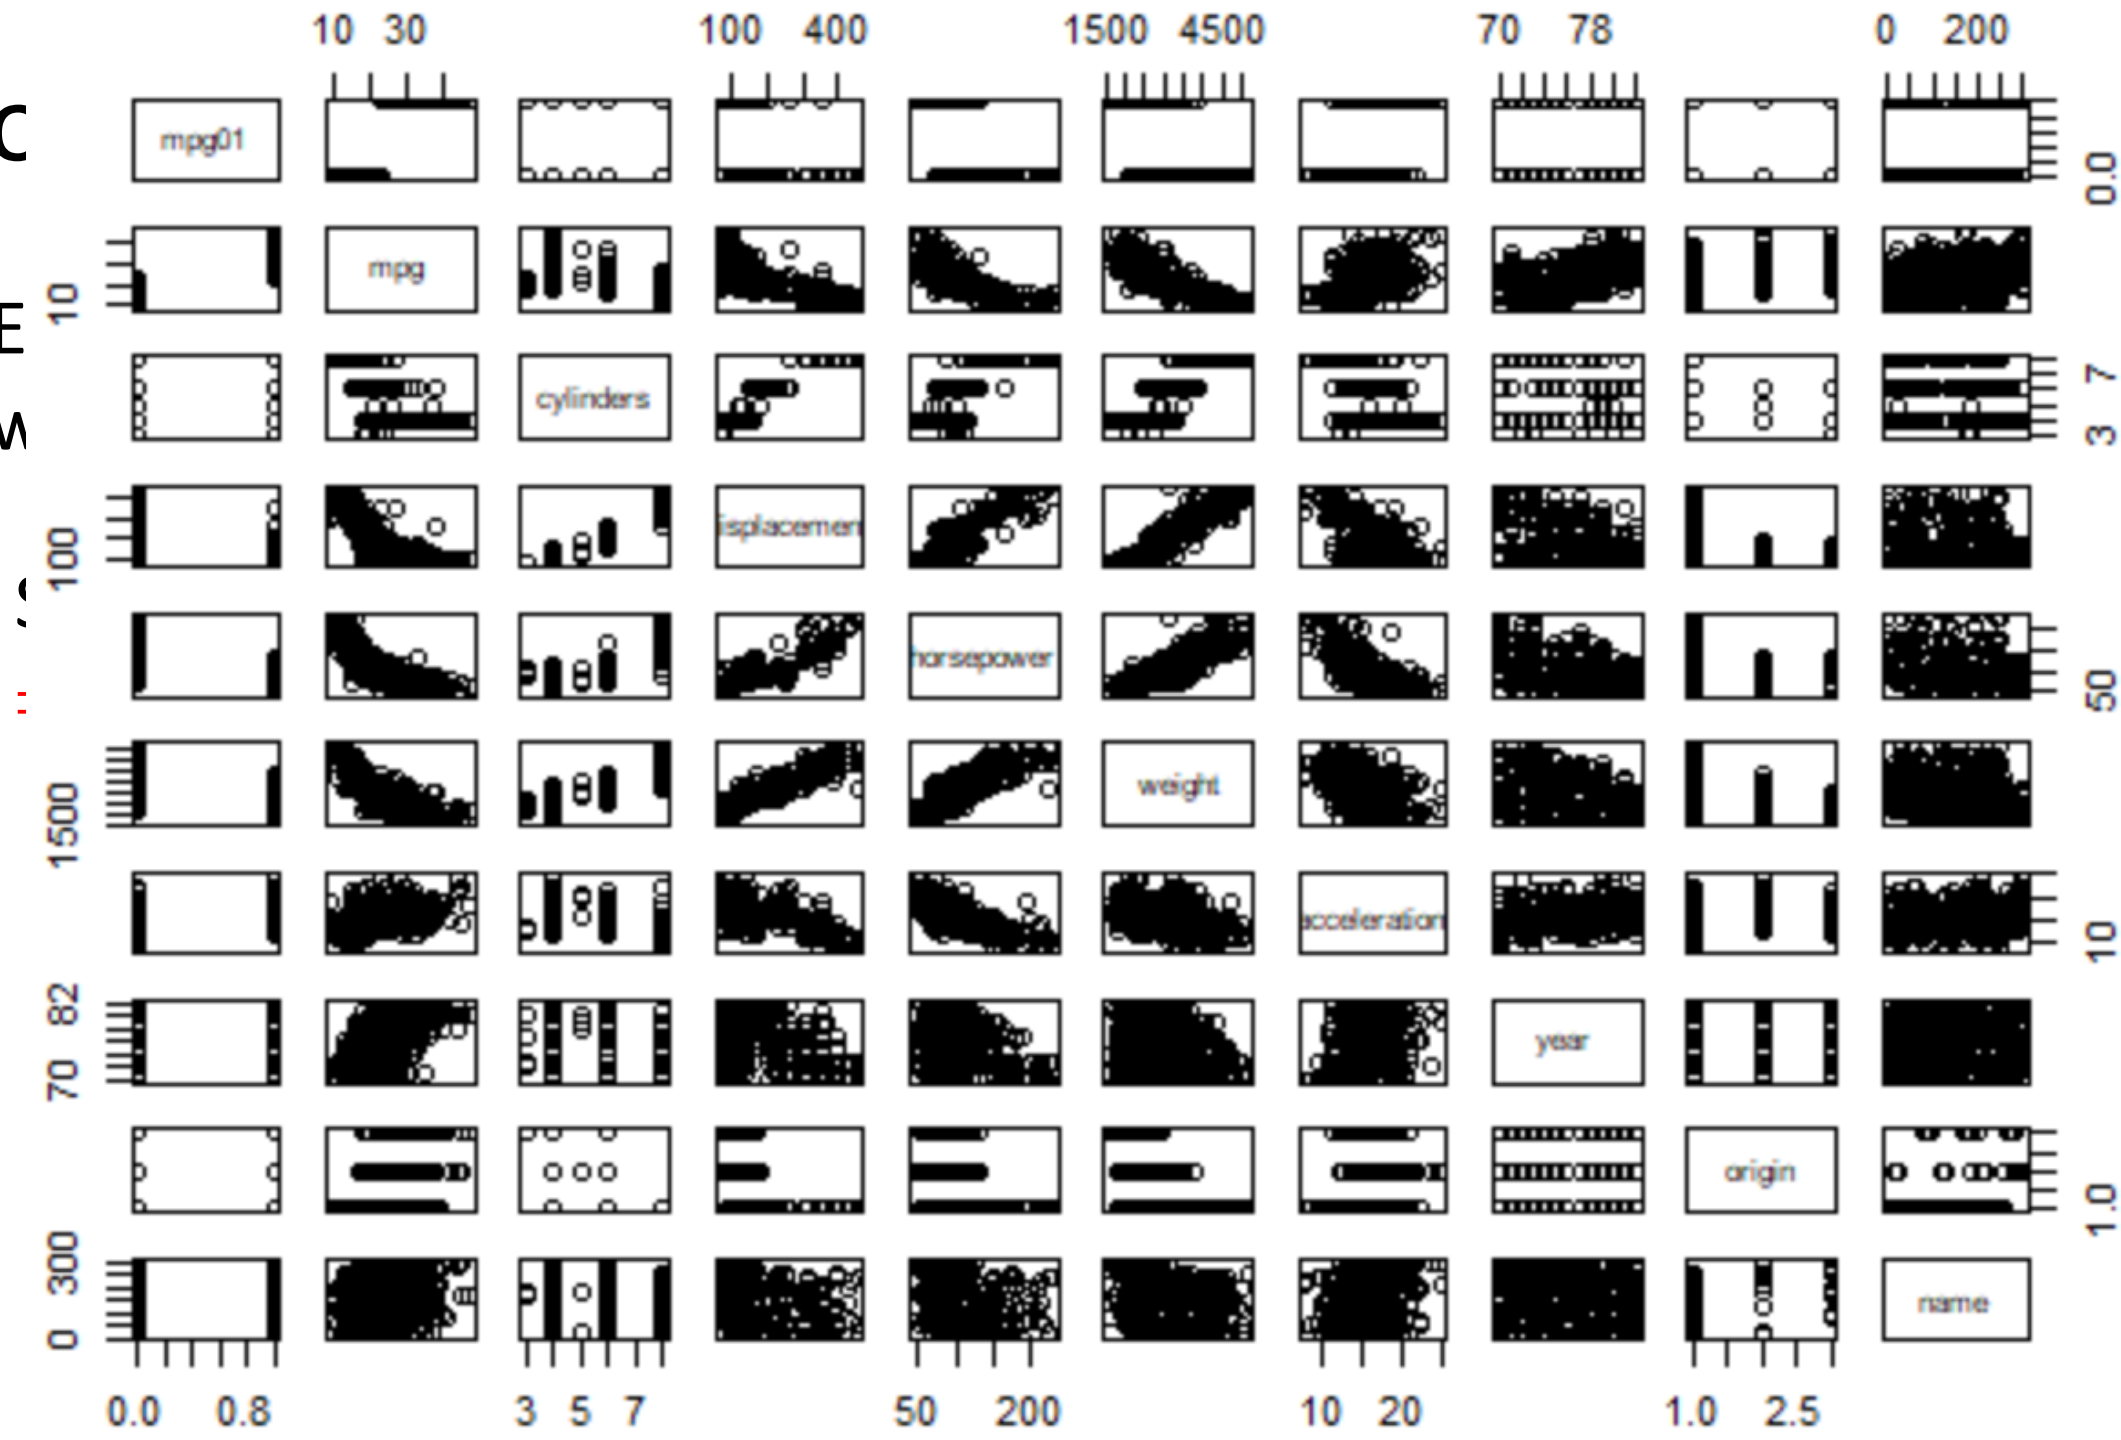 10 30 100 400 1500 4500 70 78 0 200
C
mpg01 0.0
10 mpg
E
cylinders 7 3
w
100 isplacemen
horsepower 50
1500 weight
acceleration 10
82 70 year
origin 1.0
300 0 name
0.0 0.8 3 5 7 50 200 10 20 1.0 2.5